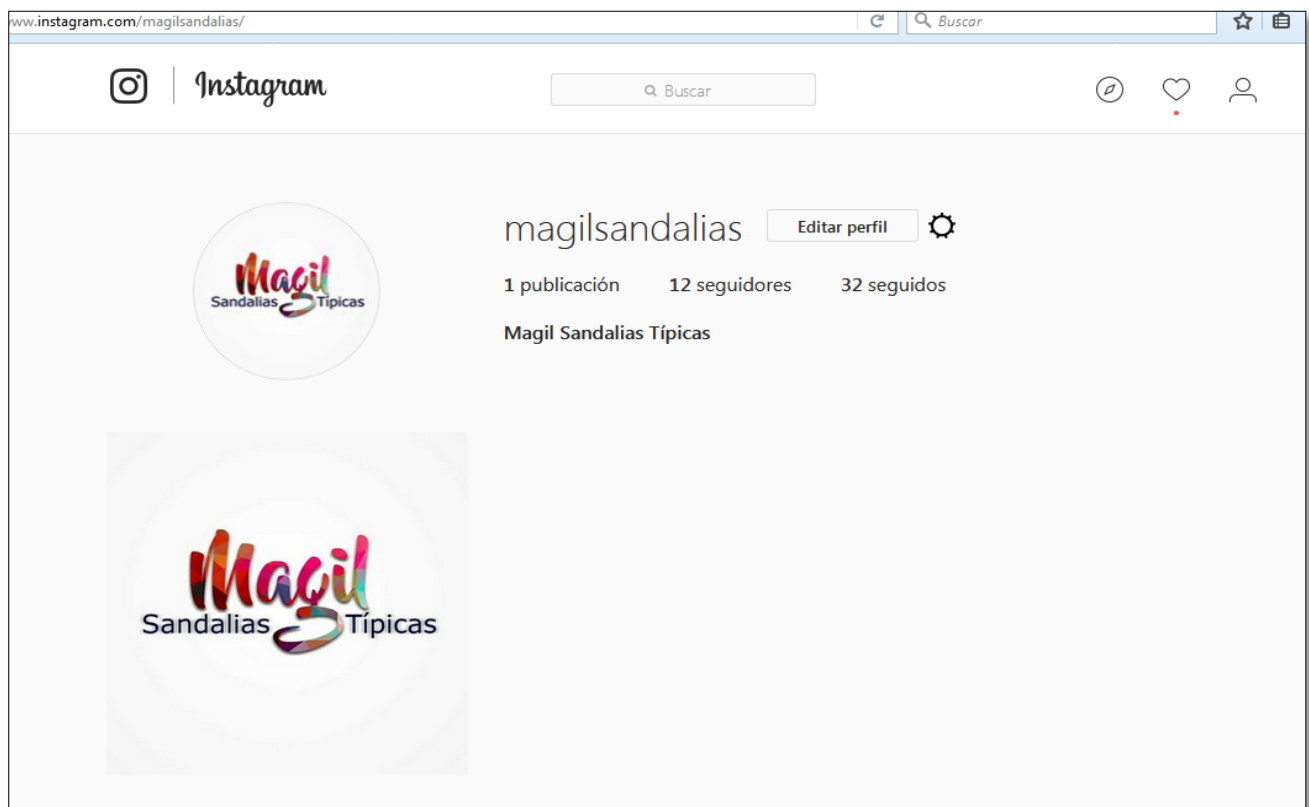 www.instagram.com/magilsandalias/
Buscar
Instagram
Buscar
magilsandalias
Editar perfil
1 publicación
12 seguidores
32 seguidos
Magil Sandalias Típicas
Magil
Sandalias Típicas
Magil
Sandalias Típicas